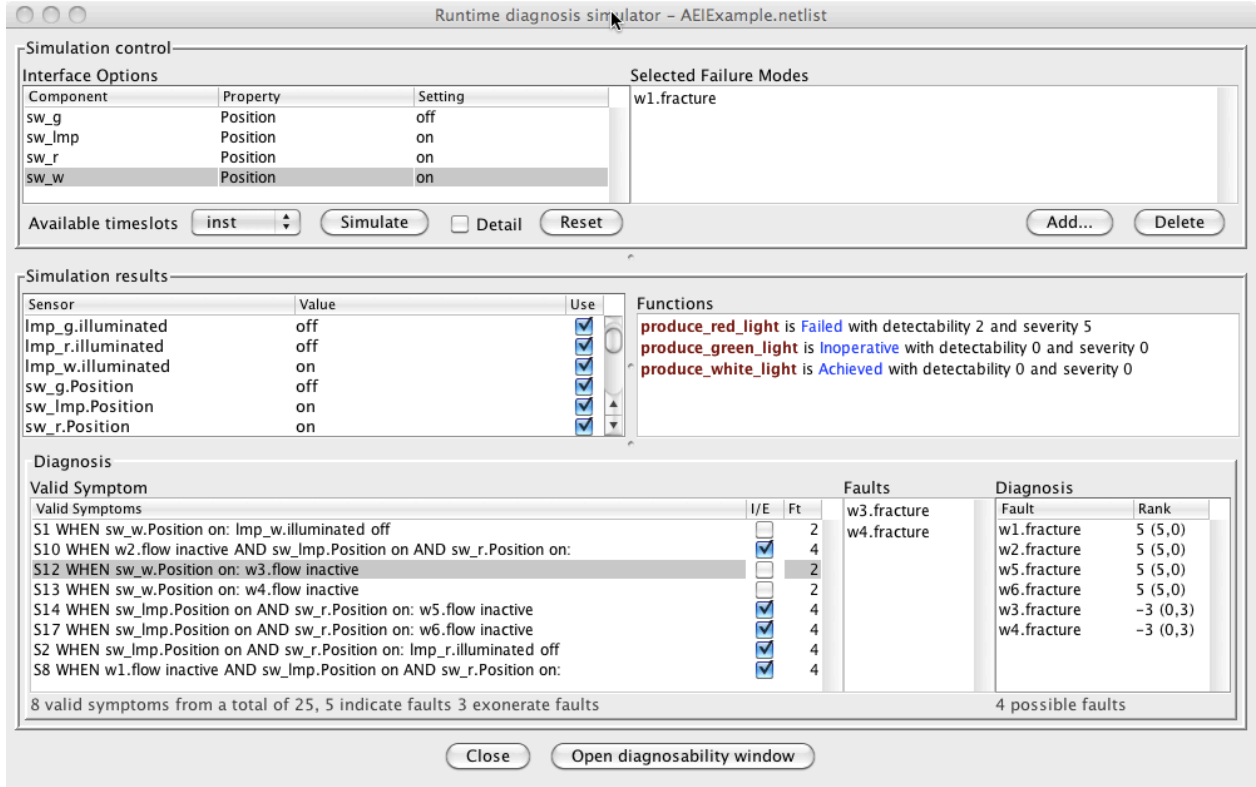 Runtime diagnosis simulator – AEIExample.netlist
Simulation control
Interface Options
Selected Failure Modes
Component Property Setting
w1.fracture
sw_g Position off
sw_lmp Position on
sw_r Position on
sw_w Position on
Available timeslots inst Simulate Detail Reset Add... Delete
Simulation results
Sensor Value Use
Functions
lmp_g.illuminated off
lmp_r.illuminated off
lmp_w.illuminated on
sw_g.Position off
sw_lmp.Position on
sw_r.Position on
produce_red_light is Failed with detectability 2 and severity 5
produce_green_light is Inoperative with detectability 0 and severity 0
produce_white_light is Achieved with detectability 0 and severity 0
Diagnosis
Valid Symptom
Valid Symptoms I/E Ft
S1 WHEN sw_w.Position on: lmp_w.illuminated off 2
S10 WHEN w2.flow inactive AND sw_lmp.Position on AND sw_r.Position on: 4
S12 WHEN sw_w.Position on: w3.flow inactive 2
S13 WHEN sw_w.Position on: w4.flow inactive 2
S14 WHEN sw_lmp.Position on AND sw_r.Position on: w5.flow inactive 4
S17 WHEN sw_lmp.Position on AND sw_r.Position on: w6.flow inactive 4
S2 WHEN sw_lmp.Position on AND sw_r.Position on: lmp_r.illuminated off 4
S8 WHEN w1.flow inactive AND sw_lmp.Position on AND sw_r.Position on: 4
8 valid symptoms from a total of 25, 5 indicate faults 3 exonerate faults
Faults
w3.fracture
w4.fracture
Diagnosis
Fault Rank
w1.fracture 5 (5,0)
w2.fracture 5 (5,0)
w5.fracture 5 (5,0)
w6.fracture 5 (5,0)
w3.fracture -3 (0,3)
w4.fracture -3 (0,3)
4 possible faults
Close Open diagnosability window